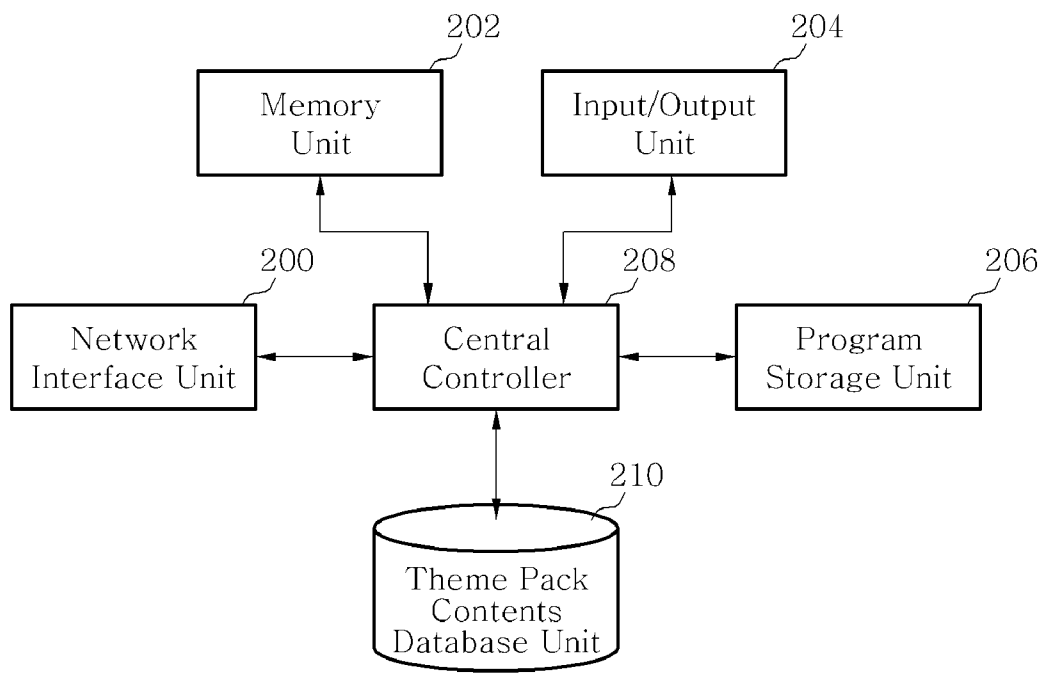 202
Memory
Unit
204
Input/Output
Unit
200
Network
Interface Unit
208
Central
Controller
206
Program
Storage Unit
210
Theme Pack
Contents
Database Unit